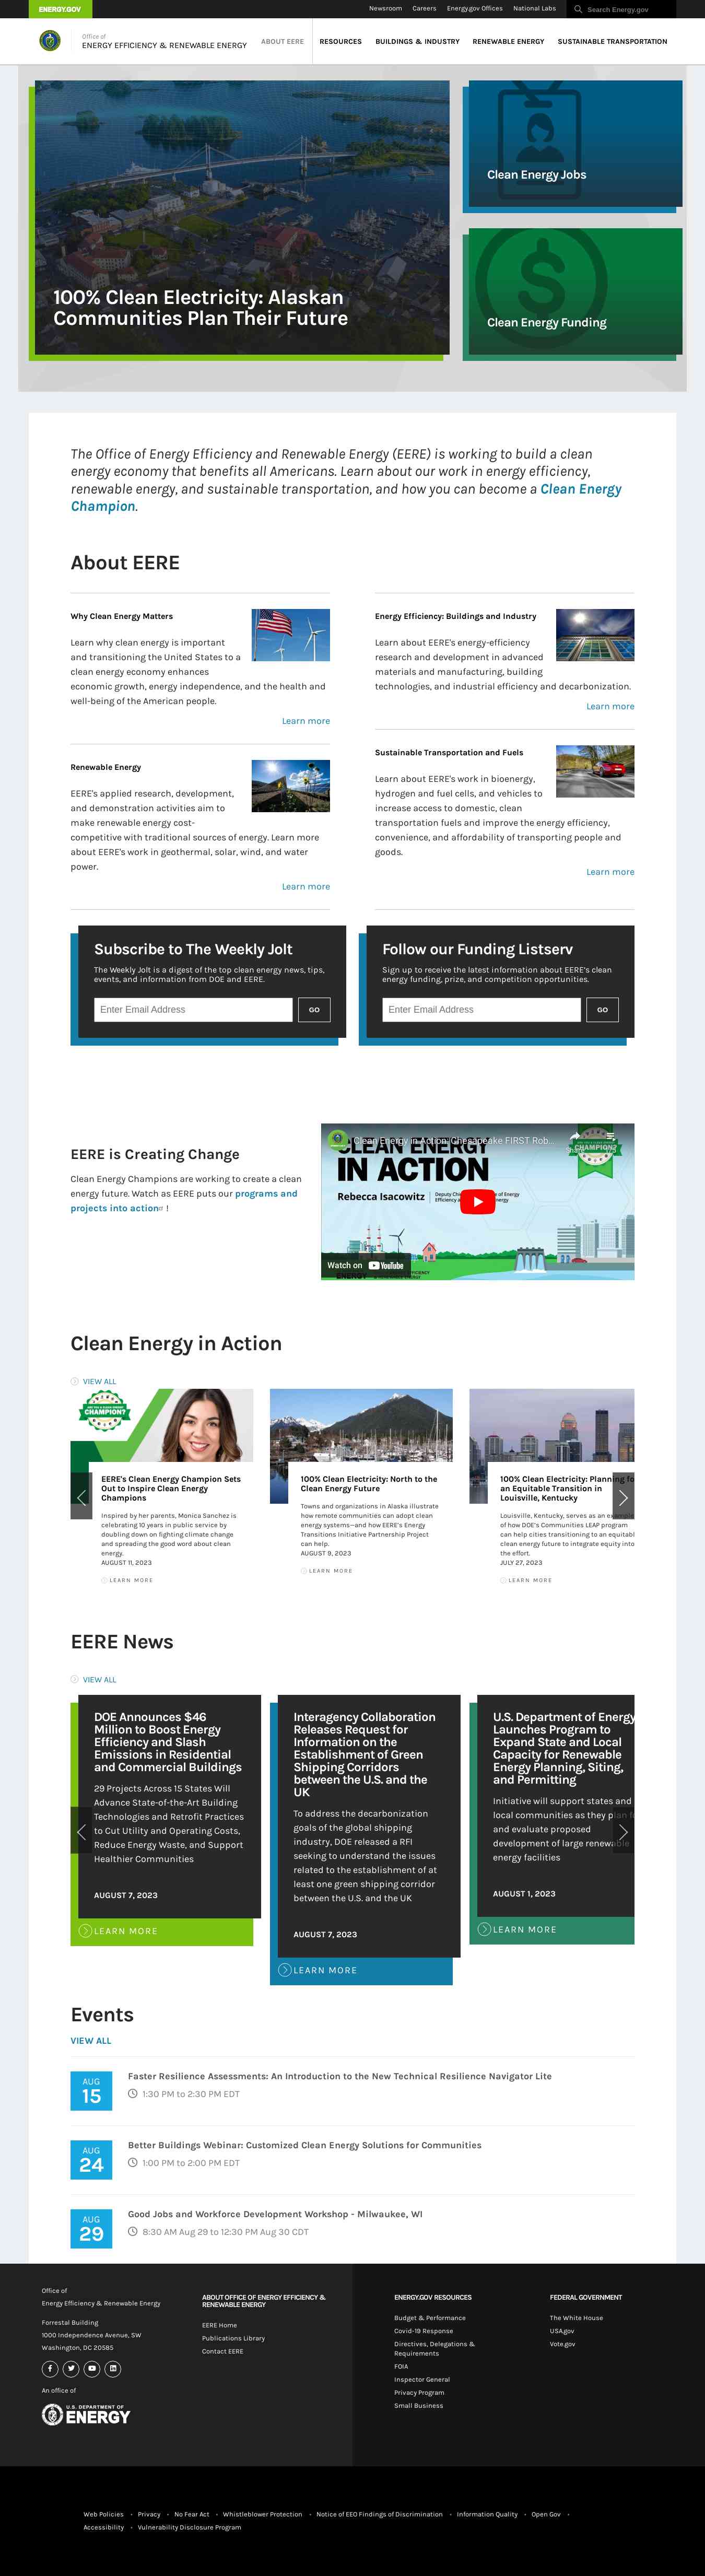 ENERGY.GOV
Newsroom Careers Energy.gov Offices National Labs Search Energy.gov
Office of
ENERGY EFFICIENCY & RENEWABLE ENERGY
ABOUT EERE RESOURCES BUILDINGS & INDUSTRY RENEWABLE ENERGY SUSTAINABLE TRANSPORTATION
100% Clean Electricity: Alaskan
Communities Plan Their Future
Clean Energy Jobs
Clean Energy Funding
The Office of Energy Efficiency and Renewable Energy (EERE) is working to build a clean
energy economy that benefits all Americans. Learn about our work in energy efficiency,
renewable energy, and sustainable transportation, and how you can become a Clean Energy
Champion.
About EERE
Why Clean Energy Matters
Learn why clean energy is important
and transitioning the United States to a
clean energy economy enhances
economic growth, energy independence, and the health and
well-being of the American people.
Learn more
Renewable Energy
EERE's applied research, development,
and demonstration activities aim to
make renewable energy cost-
competitive with traditional sources of energy. Learn more
about EERE's work in geothermal, solar, wind, and water
power.
Learn more
Energy Efficiency: Buildings and Industry
Learn about EERE's energy-efficiency
research and development in advanced
materials and manufacturing, building
technologies, and industrial efficiency and decarbonization.
Learn more
Sustainable Transportation and Fuels
Learn about EERE's work in bioenergy,
hydrogen and fuel cells, and vehicles to
increase access to domestic, clean
transportation fuels and improve the energy efficiency,
convenience, and affordability of transporting people and
goods.
Learn more
Subscribe to The Weekly Jolt
The Weekly Jolt is a digest of the top clean energy news, tips,
events, and information from DOE and EERE.
Enter Email Address GO
Follow our Funding Listserv
Sign up to receive the latest information about EERE's clean
energy funding, prize, and competition opportunities.
Enter Email Address GO
EERE is Creating Change
Clean Energy Champions are working to create a clean
energy future. Watch as EERE puts our programs and
projects into action !
Clean Energy in Action: Chesapeake FIRST Rob...
CLEAN ENERGY
IN ACTION
CHAMPION?
Rebecca Isacowitz
Watch on YouTube
Clean Energy in Action
VIEW ALL
CHAMPION?
EERE's Clean Energy Champion Sets
Out to Inspire Clean Energy
Champions
Inspired by her parents, Monica Sanchez is
celebrating 10 years in public service by
doubling down on fighting climate change
and spreading the good word about clean
energy.
AUGUST 11, 2023
LEARN MORE
100% Clean Electricity: North to the
Clean Energy Future
Towns and organizations in Alaska illustrate
how remote communities can adopt clean
energy systems—and how EERE's Energy
Transitions Initiative Partnership Project
can help.
AUGUST 9, 2023
LEARN MORE
100% Clean Electricity: Planning fo
an Equitable Transition in
Louisville, Kentucky
Louisville, Kentucky, serves as an example
of how DOE's Communities LEAP program
can help cities transitioning to an equitabl
clean energy future to integrate equity into
the effort.
JULY 27, 2023
LEARN MORE
EERE News
VIEW ALL
DOE Announces $46
Million to Boost Energy
Efficiency and Slash
Emissions in Residential
and Commercial Buildings
29 Projects Across 15 States Will
Advance State-of-the-Art Building
Technologies and Retrofit Practices
to Cut Utility and Operating Costs,
Reduce Energy Waste, and Support
Healthier Communities
AUGUST 7, 2023
LEARN MORE
Interagency Collaboration
Releases Request for
Information on the
Establishment of Green
Shipping Corridors
between the U.S. and the
UK
To address the decarbonization
goals of the global shipping
industry, DOE released a RFI
seeking to understand the issues
related to the establishment of at
least one green shipping corridor
between the U.S. and the UK
AUGUST 7, 2023
LEARN MORE
U.S. Department of Energy
Launches Program to
Expand State and Local
Capacity for Renewable
Energy Planning, Siting,
and Permitting
Initiative will support states and
local communities as they plan fo
and evaluate proposed
development of large renewable
energy facilities
AUGUST 1, 2023
LEARN MORE
Events
VIEW ALL
AUG
15
Faster Resilience Assessments: An Introduction to the New Technical Resilience Navigator Lite
1:30 PM to 2:30 PM EDT
AUG
24
Better Buildings Webinar: Customized Clean Energy Solutions for Communities
1:00 PM to 2:00 PM EDT
AUG
29
Good Jobs and Workforce Development Workshop - Milwaukee, WI
8:30 AM Aug 29 to 12:30 PM Aug 30 CDT
Office of
Energy Efficiency & Renewable Energy
Forrestal Building
1000 Independence Avenue, SW
Washington, DC 20585
An office of
U.S. DEPARTMENT OF
ENERGY
ABOUT OFFICE OF ENERGY EFFICIENCY &
RENEWABLE ENERGY
EERE Home
Publications Library
Contact EERE
ENERGY.GOV RESOURCES
Budget & Performance
Covid-19 Response
Directives, Delegations &
Requirements
FOIA
Inspector General
Privacy Program
Small Business
FEDERAL GOVERNMENT
The White House
USA.gov
Vote.gov
Web Policies • Privacy • No Fear Act • Whistleblower Protection • Notice of EEO Findings of Discrimination • Information Quality • Open Gov •
Accessibility • Vulnerability Disclosure Program